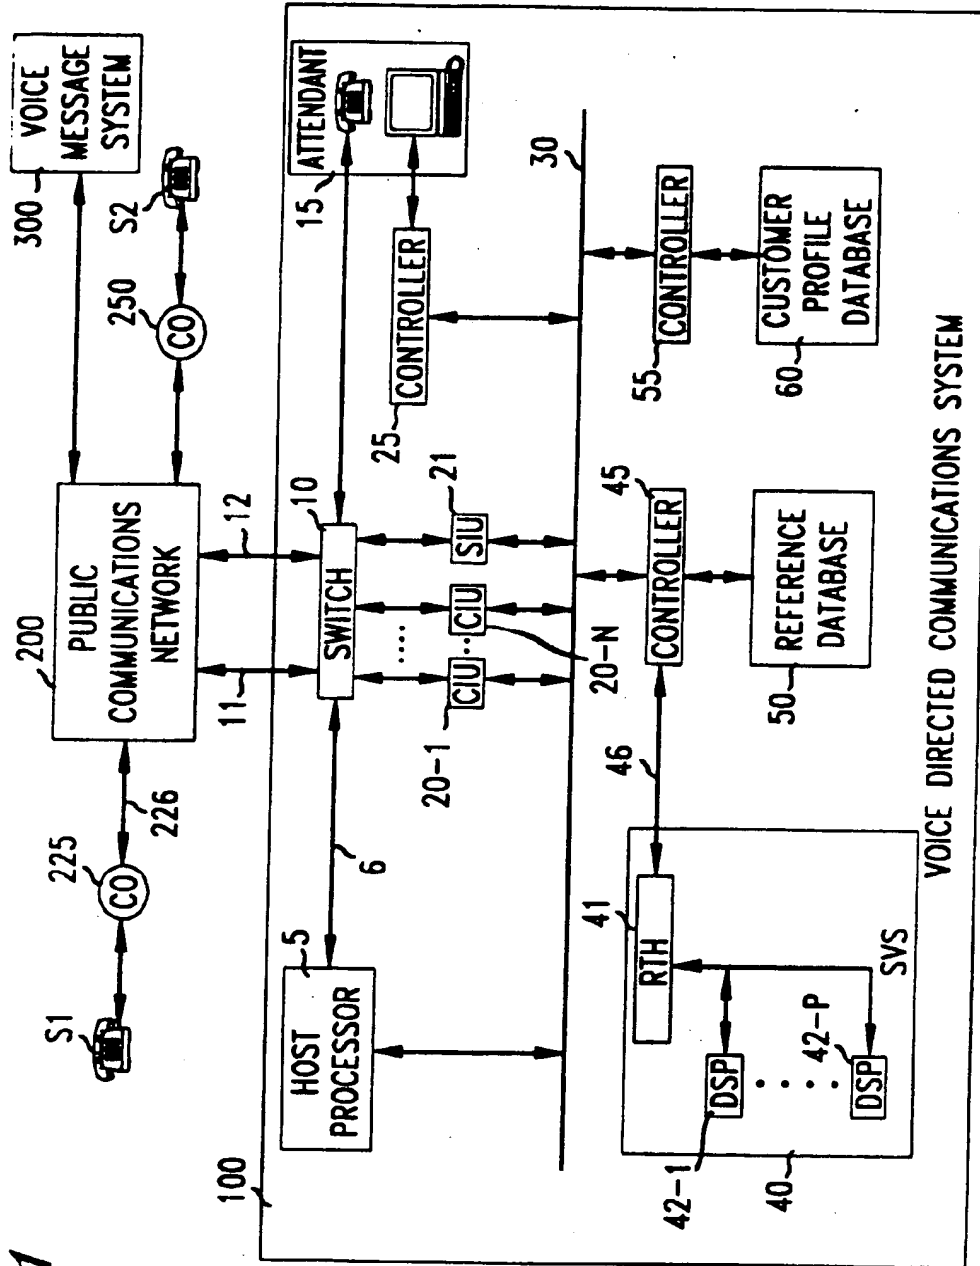 S1
225
CO
226
200
PUBLIC
COMMUNICATIONS
NETWORK
250
CO
S2
300
VOICE
MESSAGE
SYSTEM
100
5
HOST
PROCESSOR
6
11
12
10
SWITCH
15
ATTENDANT
25
CONTROLLER
20-1
CIU
CIU
20-N
SIU
21
30
41
RTH
46
45
CONTROLLER
50
REFERENCE
DATABASE
55
CONTROLLER
60
CUSTOMER
PROFILE
DATABASE
42-1
DSP
42-P
DSP
SVS
40
VOICE DIRECTED COMMUNICATIONS SYSTEM